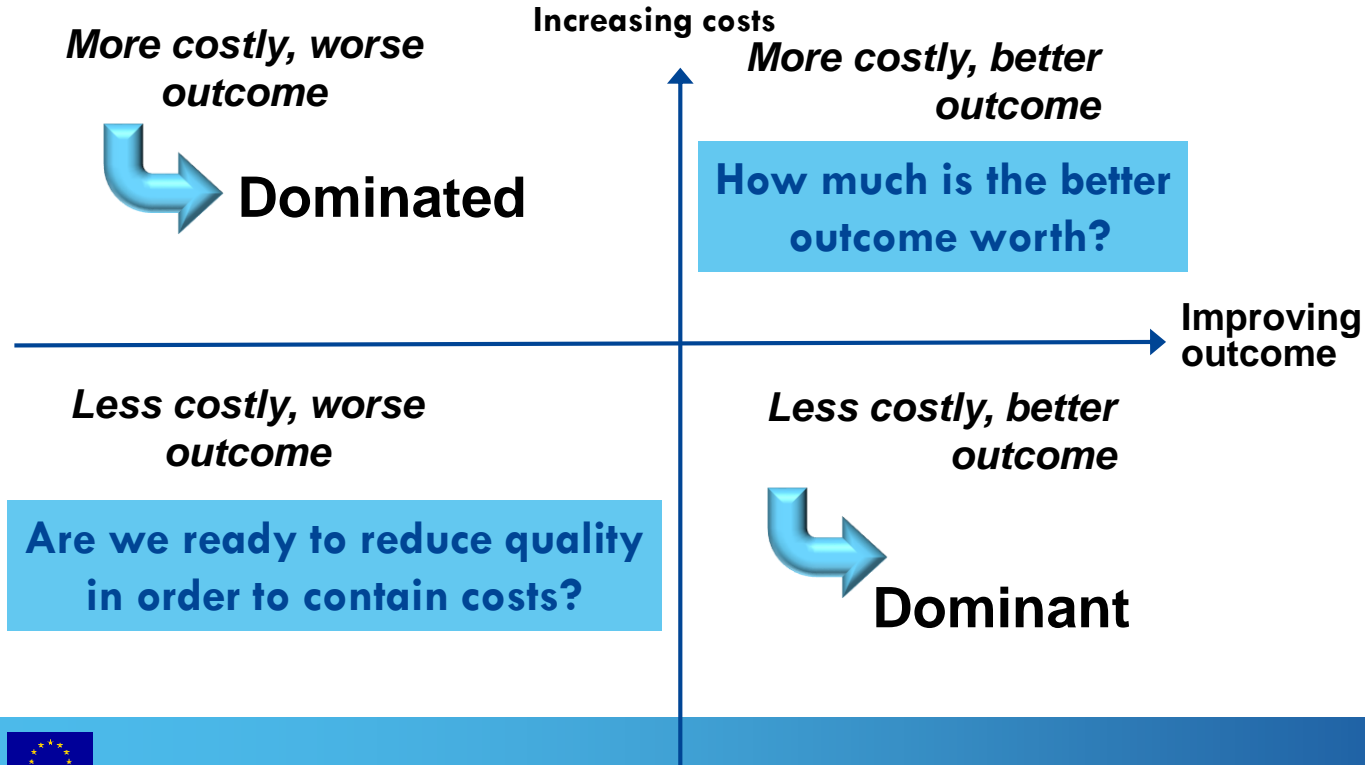 Increasing costs
More costly, worse
outcome
Dominated
More costly, better
outcome
How much is the better
outcome worth?
Improving
outcome
Less costly, worse
outcome
Are we ready to reduce quality
in order to contain costs?
Less costly, better
outcome
Dominant